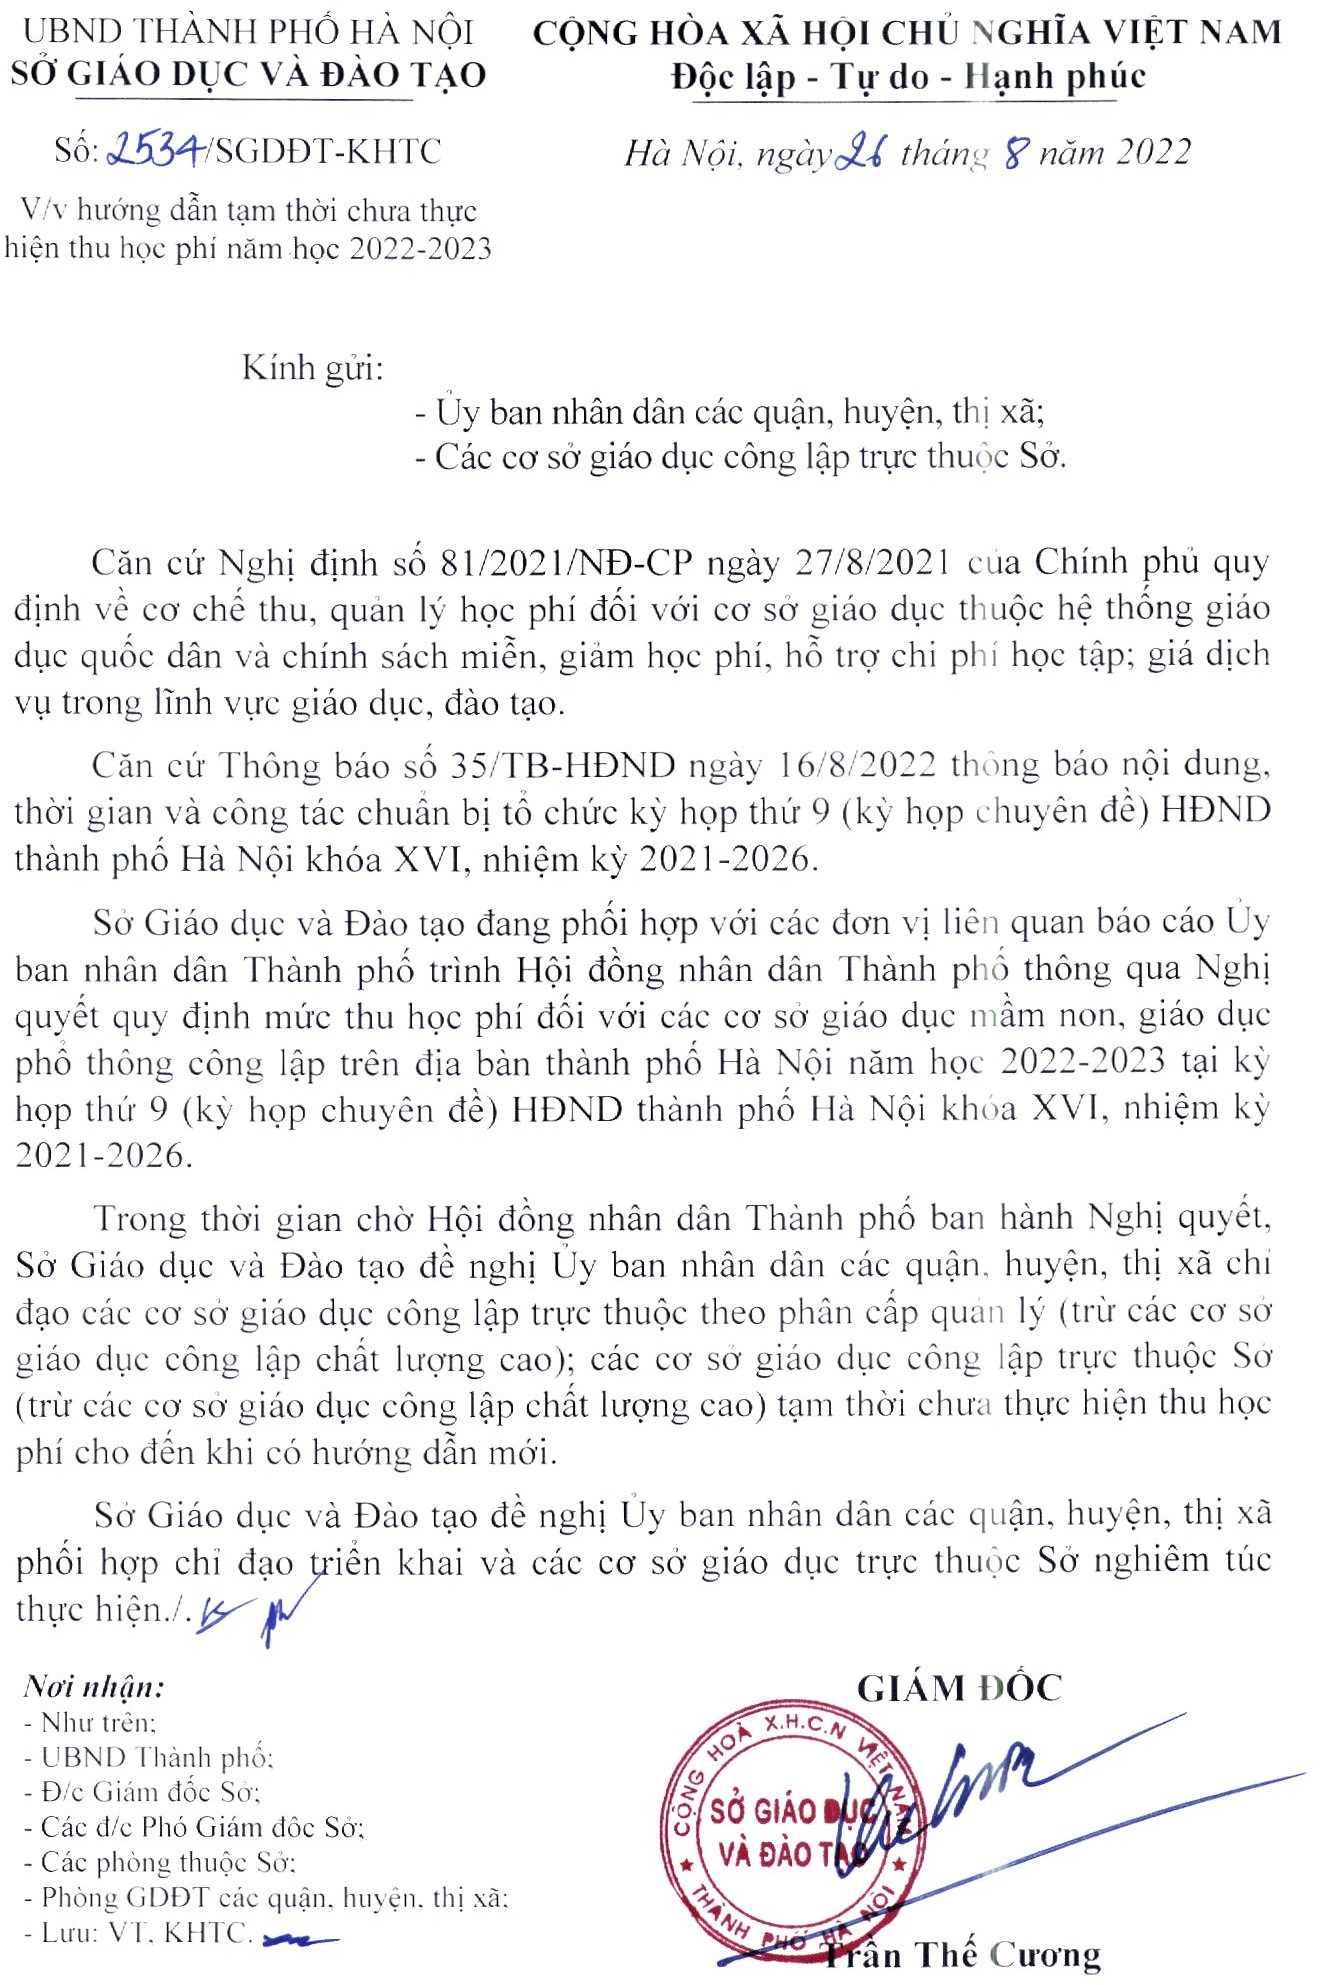 UBND THÀNH PHỐ HÀ NỘI
SỞ GIÁO DỤC VÀ ĐÀO TẠO
CỘNG HÒA XÃ HỘI CHỦ NGHĨA VIỆT NAM
Độc lập - Tự do - Hạnh phúc
Số: 2534/SGDĐT-KHTC
Hà Nội, ngày 26 tháng 8 năm 2022
V/v hướng dẫn tạm thời chưa thực
hiện thu học phí năm học 2022-2023
Kính gửi:
- Ủy ban nhân dân các quận, huyện, thị xã;
- Các cơ sở giáo dục công lập trực thuộc Sở.
Căn cứ Nghị định số 81/2021/NĐ-CP ngày 27/8/2021 của Chính phủ quy
định về cơ chế thu, quản lý học phí đối với cơ sở giáo dục thuộc hệ thống giáo
dục quốc dân và chính sách miễn, giảm học phí, hỗ trợ chi phí học tập; giá dịch
vụ trong lĩnh vực giáo dục, đào tạo.
Căn cứ Thông báo số 35/TB-HĐND ngày 16/8/2022 thông báo nội dung,
thời gian và công tác chuẩn bị tổ chức kỳ họp thứ 9 (kỳ họp chuyên đề) HĐND
thành phố Hà Nội khóa XVI, nhiệm kỳ 2021-2026.
Sở Giáo dục và Đào tạo đang phối hợp với các đơn vị liên quan báo cáo Ủy
ban nhân dân Thành phố trình Hội đồng nhân dân Thành phố thông qua Nghị
quyết quy định mức thu học phí đối với các cơ sở giáo dục mầm non, giáo dục
phổ thông công lập trên địa bàn thành phố Hà Nội năm học 2022-2023 tại kỳ
họp thứ 9 (kỳ họp chuyên đề) HĐND thành phố Hà Nội khóa XVI, nhiệm kỳ
2021-2026.
Trong thời gian chờ Hội đồng nhân dân Thành phố ban hành Nghị quyết,
Sở Giáo dục và Đào tạo đề nghị Ủy ban nhân dân các quận, huyện, thị xã chỉ
đạo các cơ sở giáo dục công lập trực thuộc theo phân cấp quản lý (trừ các cơ sở
giáo dục công lập chất lượng cao); các cơ sở giáo dục công lập trực thuộc Sở
(trừ các cơ sở giáo dục công lập chất lượng cao) tạm thời chưa thực hiện thu học
phí cho đến khi có hướng dẫn mới.
Sở Giáo dục và Đào tạo đề nghị Ủy ban nhân dân các quận, huyện, thị xã
phối hợp chỉ đạo triển khai và các cơ sở giáo dục trực thuộc Sở nghiêm túc
thực hiện./.
Nơi nhận:
- Như trên;
- UBND Thành phố;
- Đ/c Giám đốc Sở;
- Các đ/c Phó Giám đôc Sở;
- Các phòng thuộc Sở;
- Phòng GDĐT các quận, huyện, thị xã;
- Lưu: VT, KHTC.
GIÁM ĐỐC
CỘNG HOÀ X.H.C.N VIỆT NAM
SỞ GIÁO DỤC
VÀ ĐÀO TẠO
THÀNH PHỐ HÀ NỘI
Trần Thế Cương